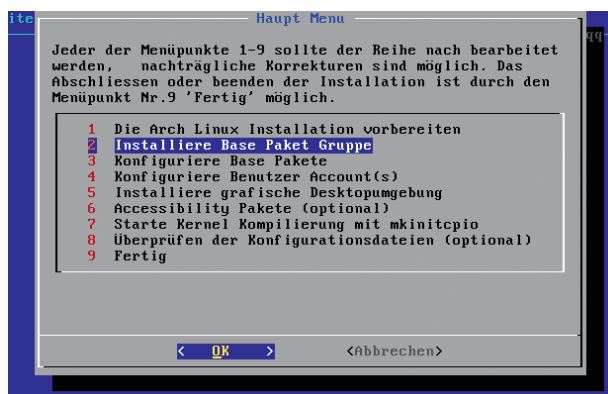 ite
Haupt Menu
qq
Jeder der Menüpunkte 1-9 sollte der Reihe nach bearbeitet
werden, nachträgliche Korrekturen sind möglich. Das
Abschliessen oder beenden der Installation ist durch den
Menüpunkt Nr.9 'Fertig' möglich.
1 Die Arch Linux Installation vorbereiten
2 Installiere Base Paket Gruppe
3 Konfiguriere Base Pakete
4 Konfiguriere Benutzer Account(s)
5 Installiere grafische Desktopumgebung
6 Accessibility Pakete (optional)
7 Starte Kernel Kompilierung mit mkinitcpio
8 Überprüfen der Konfigurationsdateien (optional)
9 Fertig
< OK > <Abbrechen>